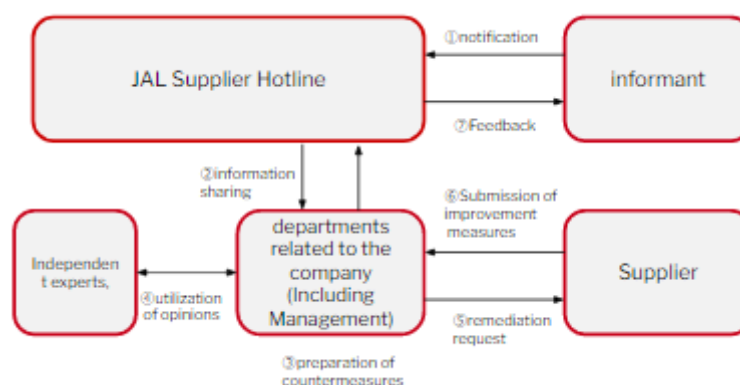 ①notification
JAL Supplier Hotline
informant
⑦Feedback
②information
sharing
⑥Submission of
improvement
measures
departments
related to the
company
(Including
Management)
Independen
t experts,
Supplier
④utilization
of opinions
⑤remediation
request
③preparation of
countermeasures